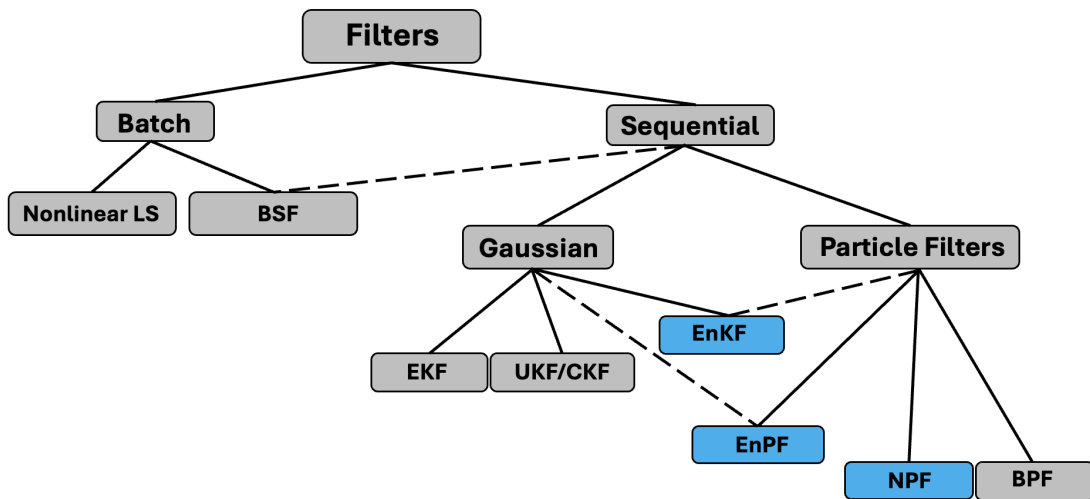 Filters
Batch
Sequential
Nonlinear LS
BSF
Gaussian
Particle Filters
EnKF
EKF
UKF/CKF
EnPF
NPF
BPF